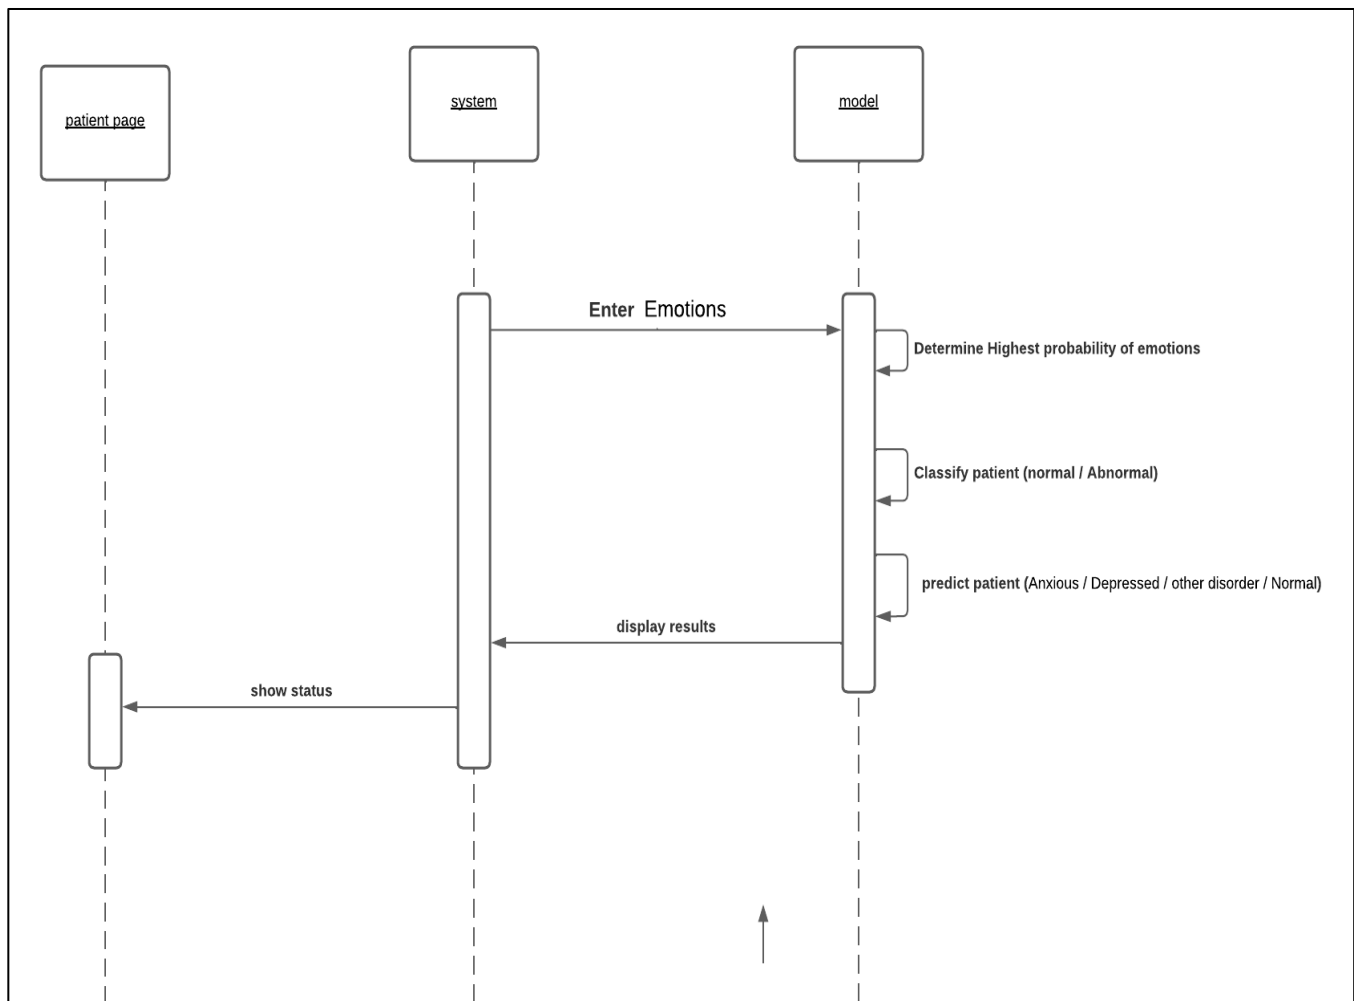 patient page
system
model
Enter Emotions
Determine Highest probability of emotions
Classify patient (normal / Abnormal)
predict patient (Anxious / Depressed / other disorder / Normal)
display results
show status